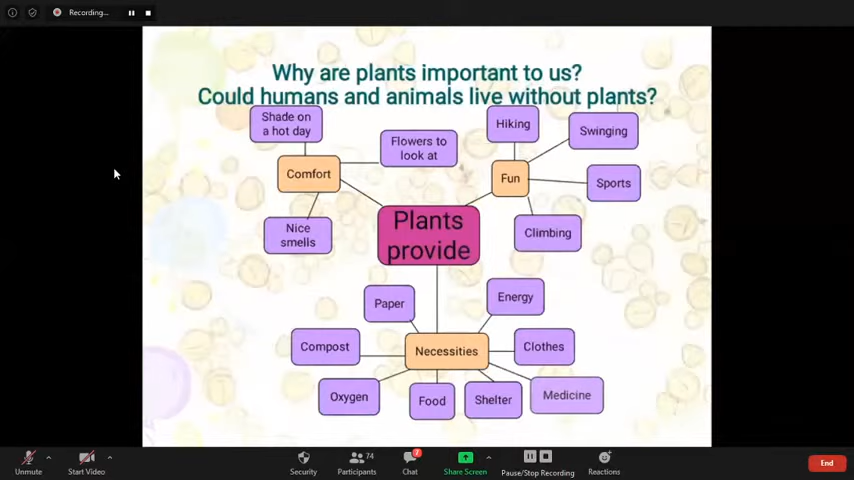 Recording...
Why are plants important to us?
Could humans and animals live without plants?
Shade on
a hot day
Flowers to
look at
Comfort
Nice
smells
Hiking
Swinging
Fun
Sports
Climbing
Plants
provide
Paper
Energy
Compost
Necessities
Clothes
Oxygen
Food
Shelter
Medicine
Unmute
Start Video
Security
74
Participants
7
Chat
Share Screen
Pause/Stop Recording
Reactions
End